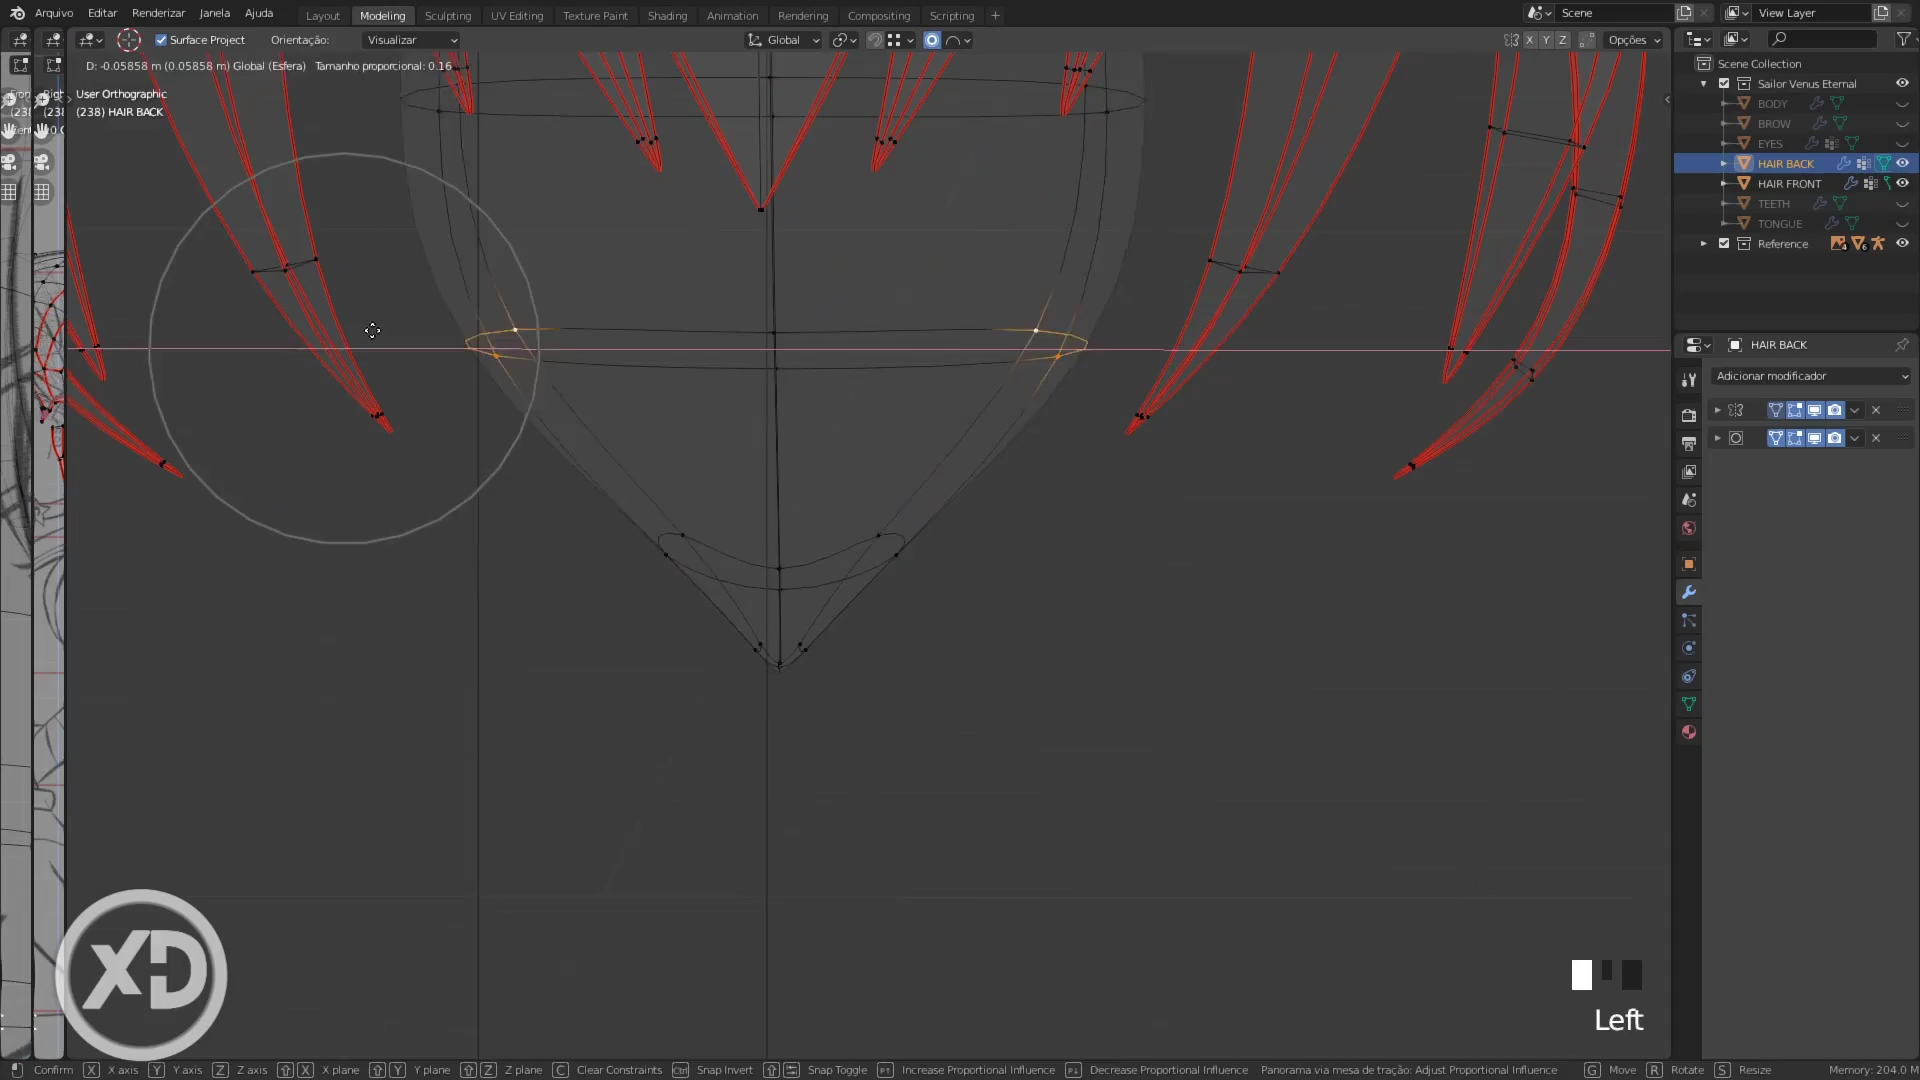 Arquivo Editar Renderizar Janela Ajuda Layout Modeling Sculpting UV Editing Texture Paint Shading Animation Rendering Compositing Scripting + Scene View Layer
Surface Project Orientação: Visualizar Global X Y Z Opções
D: -0.05858 m (0.05858 m) Global (Esfera) Tamanho proporcional: 0.16
User Orthographic
(238) HAIR BACK
Scene Collection
Sailor Venus Eternal
BODY
BROW
EYES
HAIR BACK
HAIR FRONT
TEETH
TONGUE
Reference
HAIR BACK
Adicionar modificador
XD
Left
Confirm X X axis Y Y axis Z Z axis X X plane Y Y plane Z Z plane C Clear Constraints Ctrl Snap Invert Snap Toggle Increase Proportional Influence Decrease Proportional Influence Panorama via mesa de tração: Adjust Proportional Influence G Move R Rotate S Resize Memory: 204.0 M